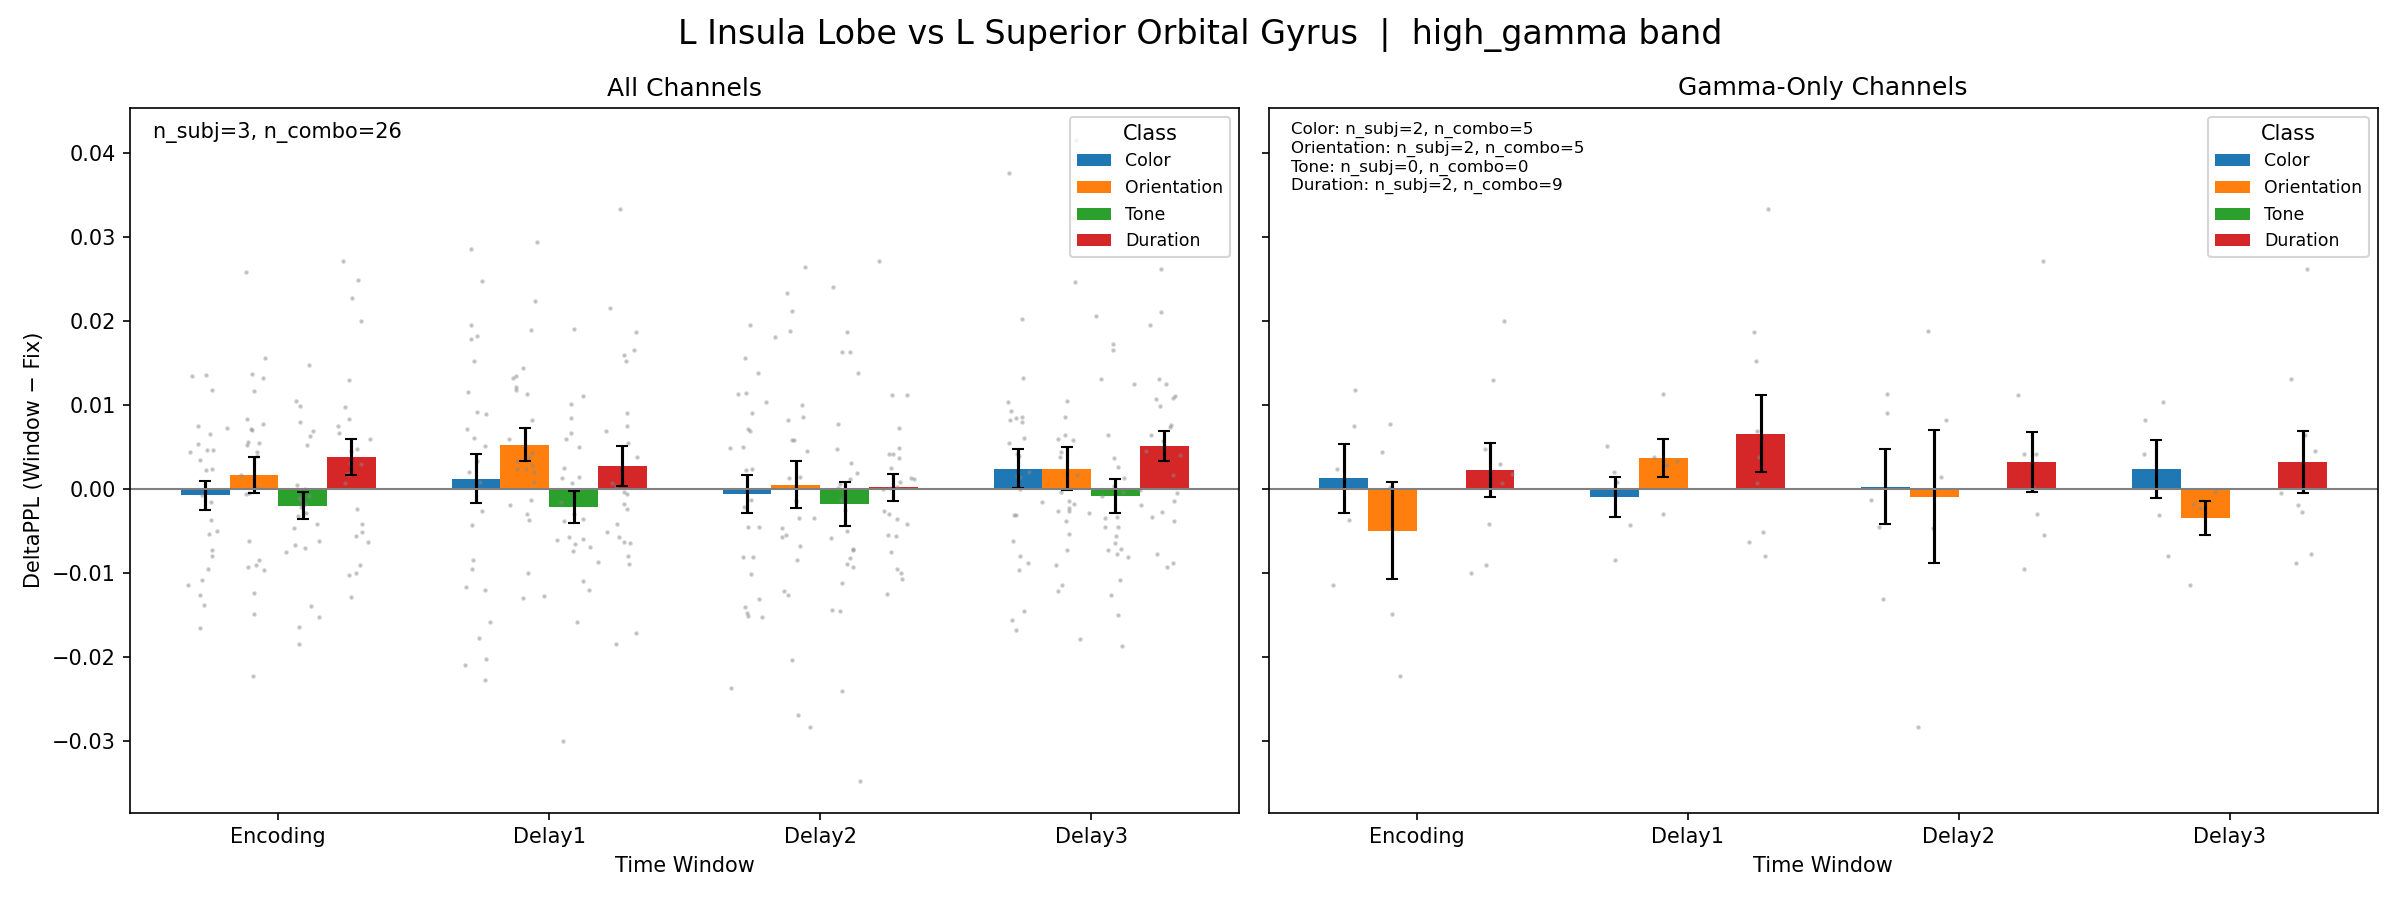 L Insula Lobe vs L Superior Orbital Gyrus | high_gamma band
All Channels
n_subj=3, n_combo=26
Class
Color
Orientation
Tone
Duration
DeltaPPL (Window − Fix)
0.04
0.03
0.02
0.01
0.00
−0.01
−0.02
−0.03
Encoding
Delay1
Delay2
Delay3
Time Window
Gamma-Only Channels
Color: n_subj=2, n_combo=5
Orientation: n_subj=2, n_combo=5
Tone: n_subj=0, n_combo=0
Duration: n_subj=2, n_combo=9
Class
Color
Orientation
Tone
Duration
Encoding
Delay1
Delay2
Delay3
Time Window